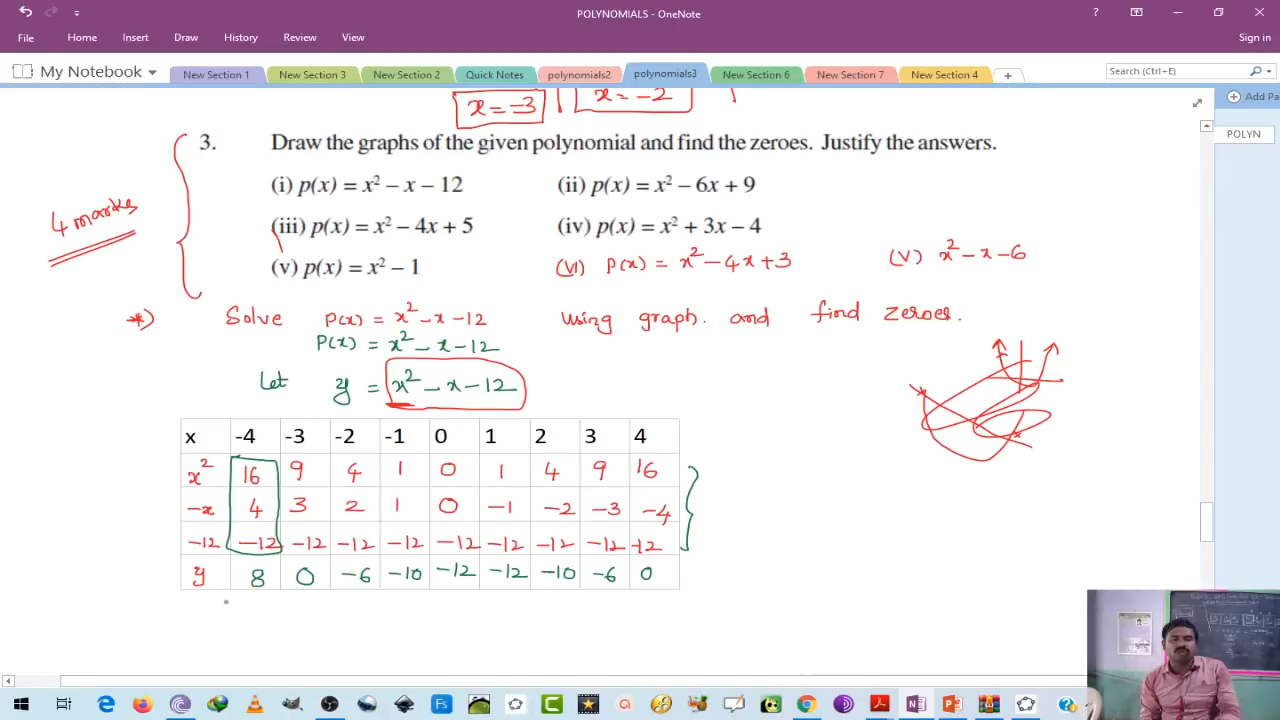 POLYNOMIALS - OneNote
File Home Insert Draw History Review View
Sign in
My Notebook New Section 1 New Section 3 New Section 2 Quick Notes polynomials2 polynomials3 New Section 6 New Section 7 New Section 4 Search (Ctrl+E)
Add Pa
POLYN
x = -3 x = -2
3. Draw the graphs of the given polynomial and find the zeroes. Justify the answers.
(i) p(x) = x² – x – 12 (ii) p(x) = x² – 6x + 9
4 marks
(iii) p(x) = x² – 4x + 5 (iv) p(x) = x² + 3x – 4
(v) p(x) = x² – 1 (VI) P(x) = x² - 4x + 3 (V) x² - x - 6
*) Solve P(x) = x² - x - 12 using graph. and find zeroes.
P(x) = x² - x - 12
Let y = x² - x - 12
x -4 -3 -2 -1 0 1 2 3 4
x² 16 9 4 1 0 1 4 9 16
-x 4 3 2 1 0 -1 -2 -3 -4
-12 -12 -12 -12 -12 -12 -12 -12 -12 -12
y 8 0 -6 -10 -12 -12 -10 -6 0